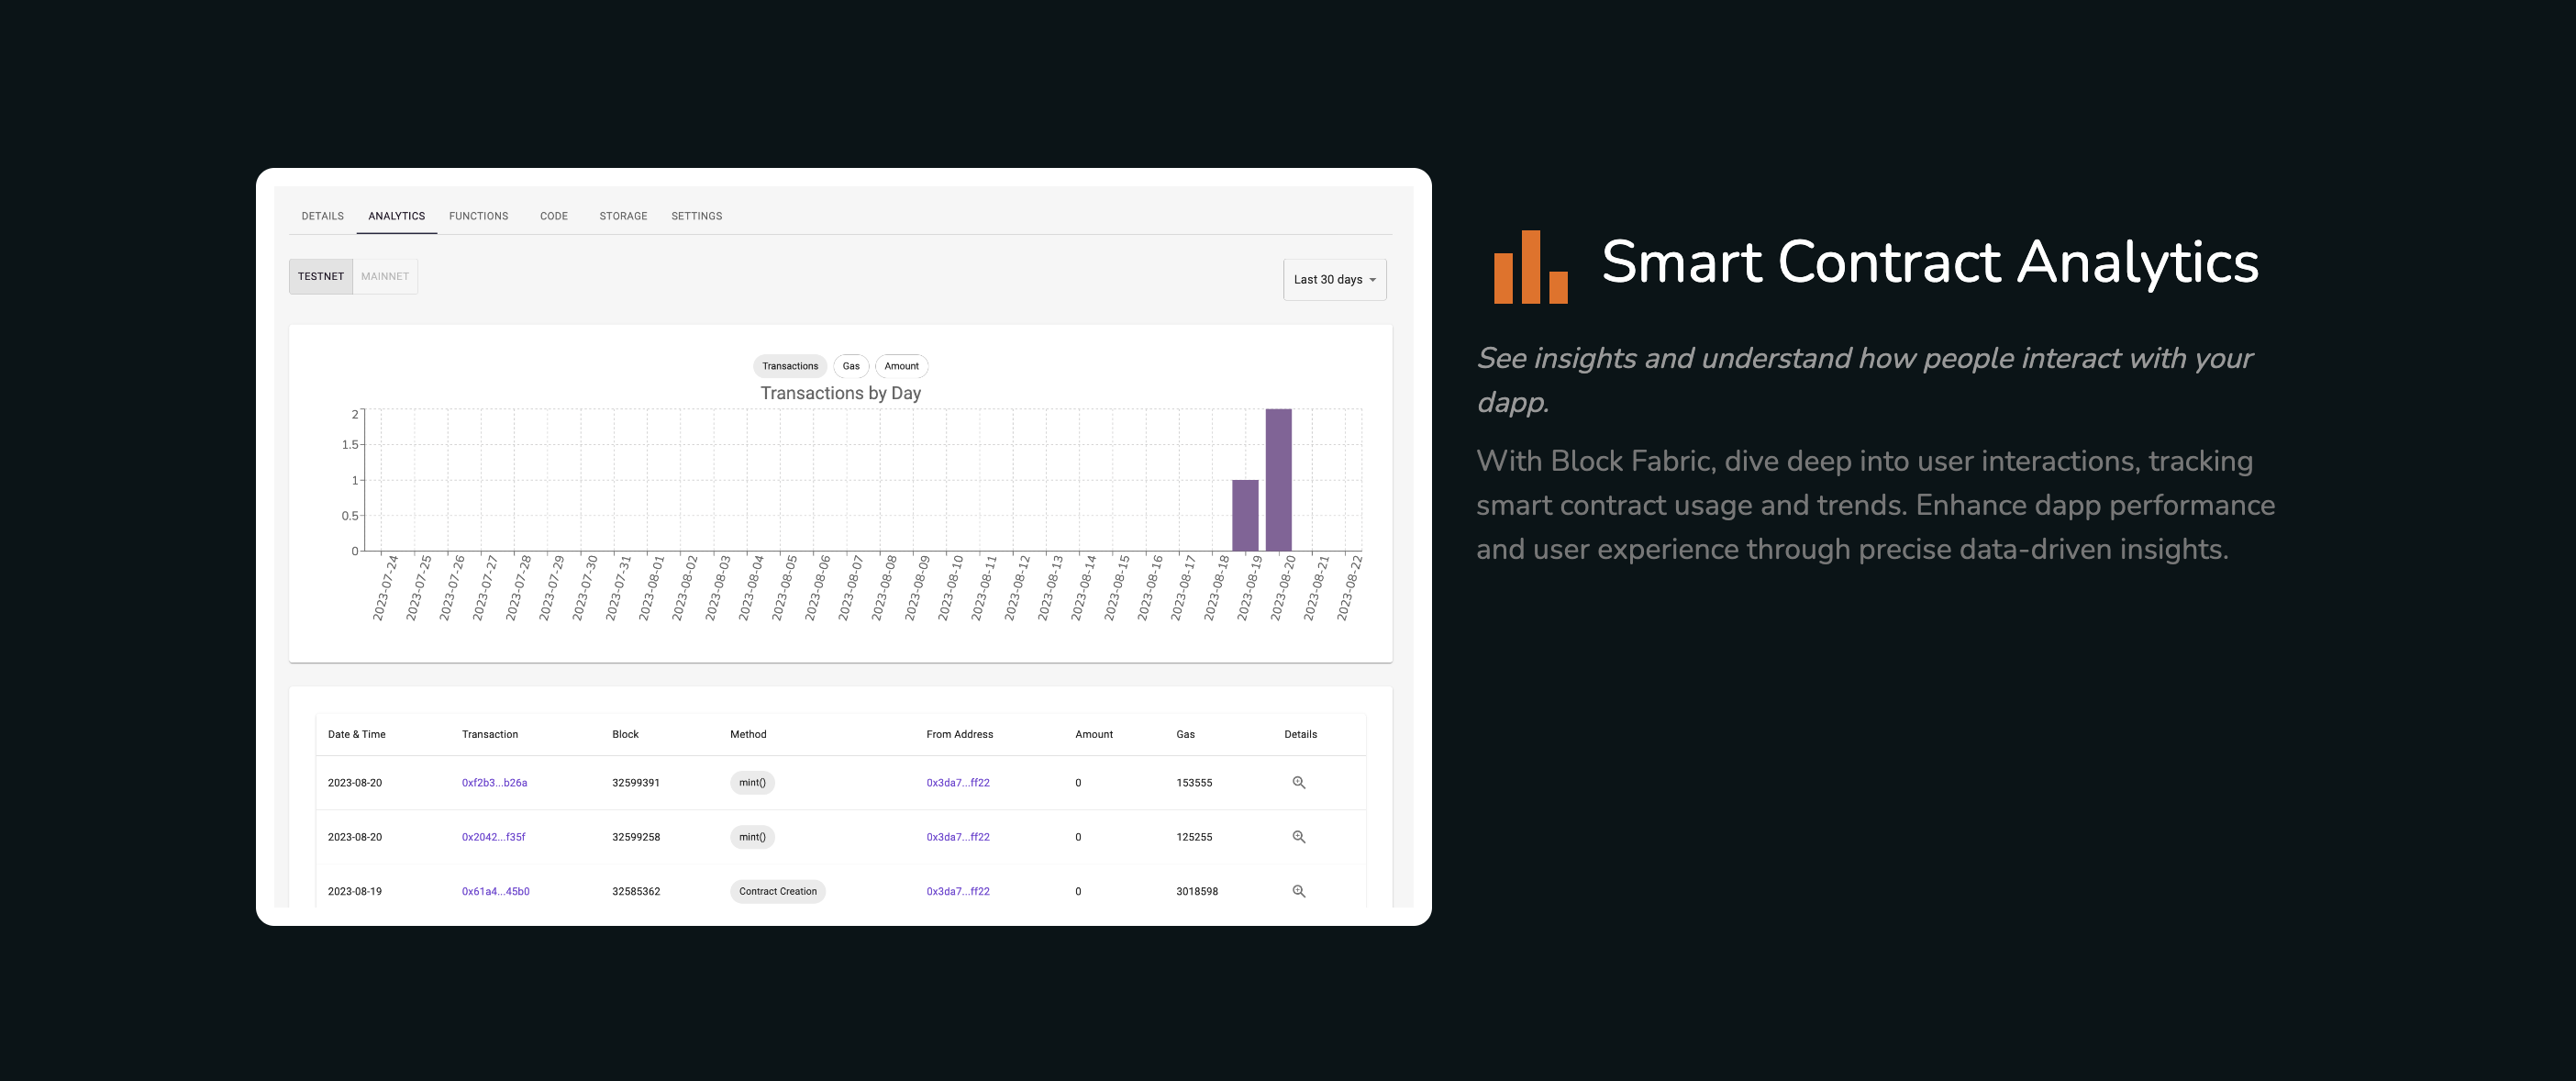 DETAILS ANALYTICS FUNCTIONS CODE STORAGE SETTINGS
TESTNET MAINNET
Last 30 days
Transactions Gas Amount
Transactions by Day
2
1.5
1
0.5
0
2023-07-24 2023-07-25 2023-07-26 2023-07-27 2023-07-28 2023-07-29 2023-07-30 2023-07-31 2023-08-01 2023-08-02 2023-08-03 2023-08-04 2023-08-05 2023-08-06 2023-08-07 2023-08-08 2023-08-09 2023-08-10 2023-08-11 2023-08-12 2023-08-13 2023-08-14 2023-08-15 2023-08-16 2023-08-17 2023-08-18 2023-08-19 2023-08-20 2023-08-21 2023-08-22
Date & Time Transaction Block Method From Address Amount Gas Details
2023-08-20 0xf2b3...b26a 32599391 mint() 0x3da7...ff22 0 153555
2023-08-20 0x2042...f35f 32599258 mint() 0x3da7...ff22 0 125255
2023-08-19 0x61a4...45b0 32585362 Contract Creation 0x3da7...ff22 0 3018598
Smart Contract Analytics
See insights and understand how people interact with your
dapp.
With Block Fabric, dive deep into user interactions, tracking
smart contract usage and trends. Enhance dapp performance
and user experience through precise data-driven insights.